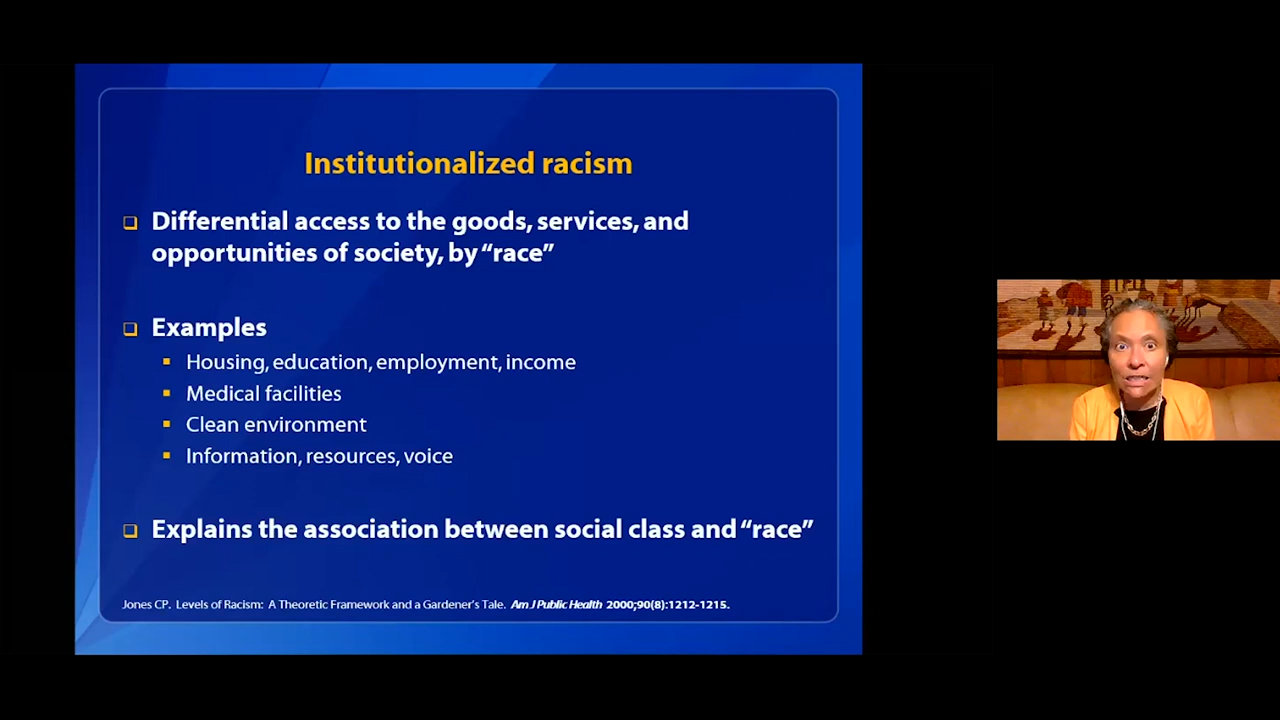 Institutionalized racism
Differential access to the goods, services, and
opportunities of society, by “race”
Examples
Housing, education, employment, income
Medical facilities
Clean environment
Information, resources, voice
Explains the association between social class and “race”
Jones CP. Levels of Racism: A Theoretic Framework and a Gardener’s Tale. Am J Public Health 2000;90(8):1212-1215.